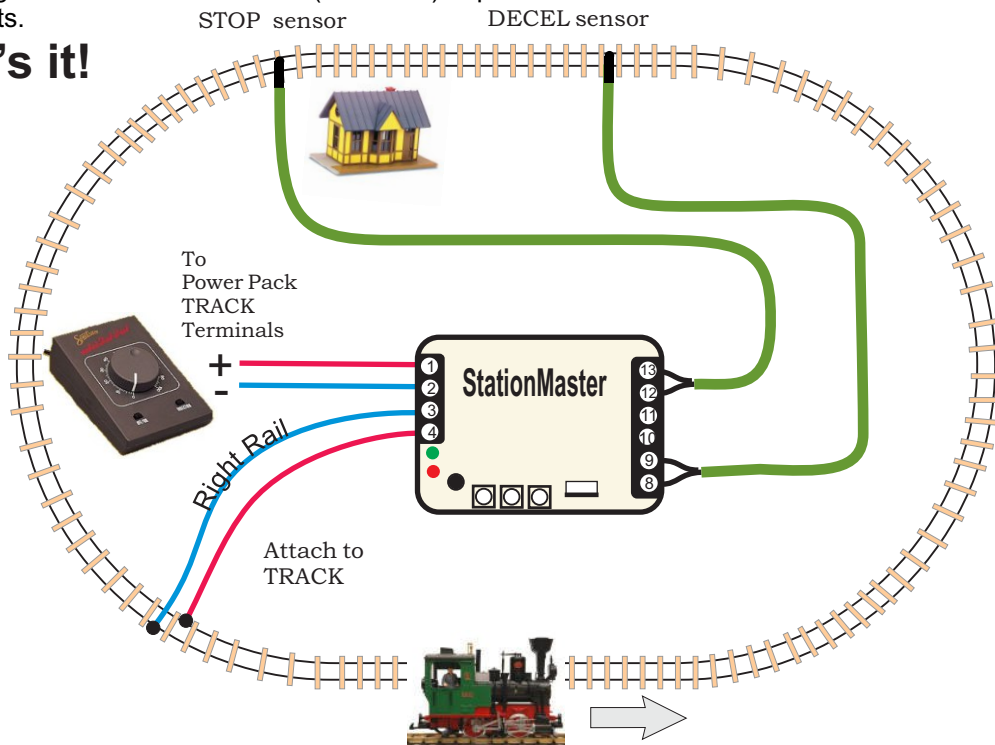 ts.
STOP sensor
DECEL sensor
's it!
To
Power Pack
TRACK
Terminals
+
-
1
2
3
4
StationMaster
13
12
11
10
9
8
Right Rail
Attach to
TRACK